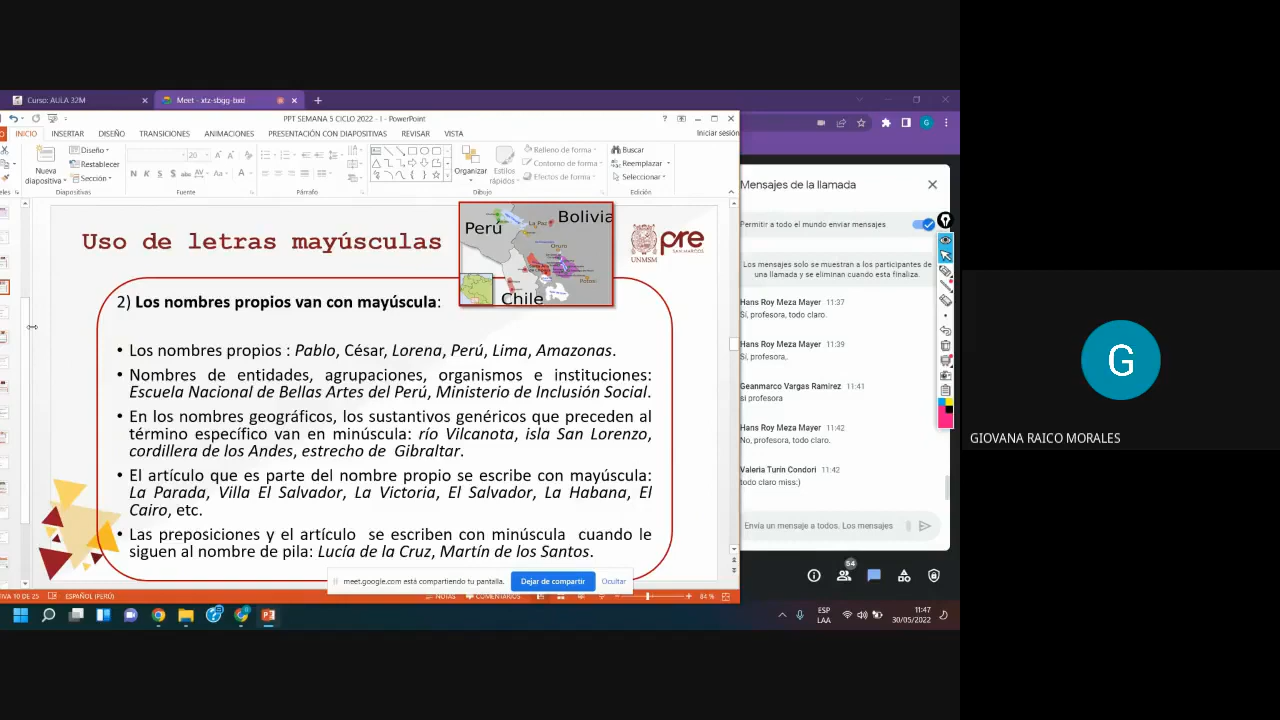 Curso: AULA 32M
Meet - xtz-sbgg-bxd
PPT SEMANA 5 CICLO 2022 - I - PowerPoint
INICIO INSERTAR DISEÑO TRANSICIONES ANIMACIONES PRESENTACIÓN CON DIAPOSITIVAS REVISAR VISTA Iniciar sesión
Nueva diapositiva
Diseño
Restablecer
Sección
Diapositivas
20
N K S S abc AV Aa A
Fuente
Párrafo
Organizar
Estilos rápidos
Relleno de forma
Contorno de forma
Efectos de forma
Dibujo
Buscar
Reemplazar
Seleccionar
Edición
Uso de letras mayúsculas
Perú
Bolivia
La Paz
Oruro
Chile
UNMSM
pre
SAN MARCOS
2) Los nombres propios van con mayúscula:
• Los nombres propios : Pablo, César, Lorena, Perú, Lima, Amazonas.
• Nombres de entidades, agrupaciones, organismos e instituciones:
Escuela Nacional de Bellas Artes del Perú, Ministerio de Inclusión Social.
• En los nombres geográficos, los sustantivos genéricos que preceden al
término específico van en minúscula: río Vilcanota, isla San Lorenzo,
cordillera de los Andes, estrecho de Gibraltar.
• El artículo que es parte del nombre propio se escribe con mayúscula:
La Parada, Villa El Salvador, La Victoria, El Salvador, La Habana, El
Cairo, etc.
• Las preposiciones y el artículo se escriben con minúscula cuando le
siguen al nombre de pila: Lucía de la Cruz, Martín de los Santos.
meet.google.com está compartiendo tu pantalla.
Dejar de compartir
Ocultar
10 DE 25
ESPAÑOL (PERÚ)
NOTAS
COMENTARIOS
84 %
Mensajes de la llamada
Permitir a todo el mundo enviar mensajes
Los mensajes solo se muestran a los participantes de
una llamada y se eliminan cuando esta finaliza.
Hans Roy Meza Mayer 11:37
Sí, profesora, todo claro.
Hans Roy Meza Mayer 11:39
Sí, profesora,
Geanmarco Vargas Ramirez 11:41
si profesora
Hans Roy Meza Mayer 11:42
No, profesora, todo claro.
Valeria Turin Condori 11:42
todo claro miss:)
Envía un mensaje a todos. Los mensajes
54
ESP
LAA
11:47
30/05/2022
G
GIOVANA RAICO MORALES